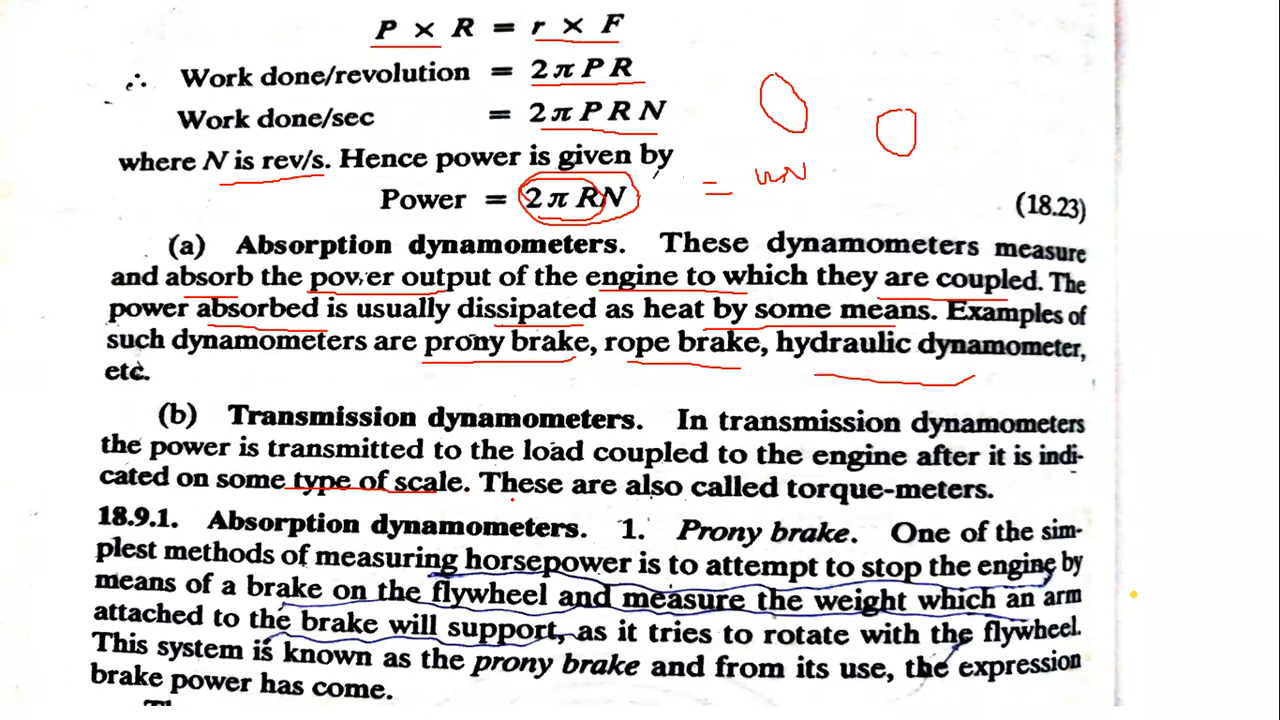 P × R = r × F
∴ Work done/revolution = 2 π P R
Work done/sec = 2 π P R N
where N is rev/s. Hence power is given by
Power = 2 π RN (18.23)
(a) Absorption dynamometers. These dynamometers measure
and absorb the power output of the engine to which they are coupled. The
power absorbed is usually dissipated as heat by some means. Examples of
such dynamometers are prony brake, rope brake, hydraulic dynamometer,
etc.
(b) Transmission dynamometers. In transmission dynamometers
the power is transmitted to the load coupled to the engine after it is indi-
cated on some type of scale. These are also called torque-meters.
18.9.1. Absorption dynamometers. 1. Prony brake. One of the sim-
plest methods of measuring horsepower is to attempt to stop the engine by
means of a brake on the flywheel and measure the weight which an arm
attached to the brake will support, as it tries to rotate with the flywheel.
This system is known as the prony brake and from its use, the expression
brake power has come.